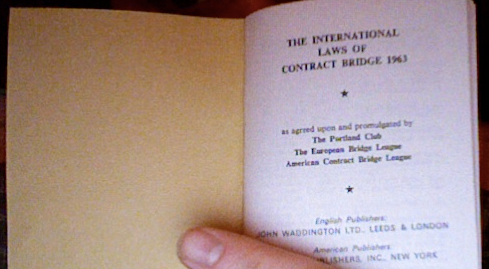 THE INTERNATIONAL
LAWS OF
CONTRACT BRIDGE 1963
as agreed upon and promulgated by
The Portland Club
The European Bridge League
American Contract Bridge League
English Publishers:
JOHN WADDINGTON LTD., LEEDS & LONDON
American Publishers:
INC., NEW YORK